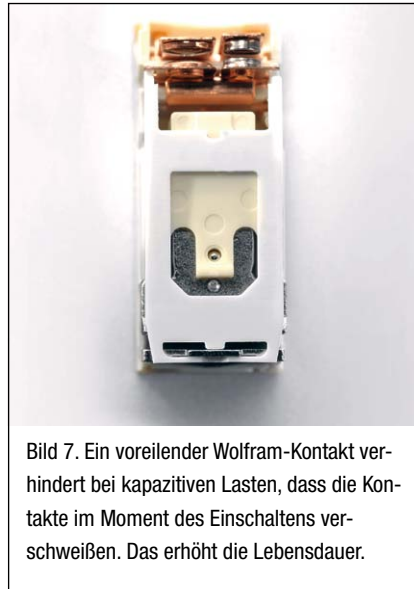 Bild 7. Ein voreilender Wolfram-Kontakt ver-
hindert bei kapazitiven Lasten, dass die Kon-
takte im Moment des Einschaltens ver-
schweißen. Das erhöht die Lebensdauer.